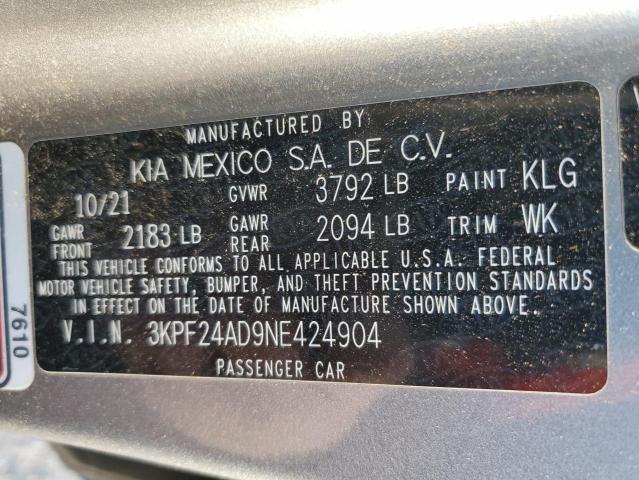 MANUFACTURED BY
KIA MEXICO S.A. DE C.V.
10/21 GVWR 3792 LB PAINT KLG
GAWR FRONT 2183 LB GAWR REAR 2094 LB TRIM WK
THIS VEHICLE CONFORMS TO ALL APPLICABLE U.S.A. FEDERAL
MOTOR VEHICLE SAFETY, BUMPER, AND THEFT PREVENTION STANDARDS
IN EFFECT ON THE DATE OF MANUFACTURE SHOWN ABOVE.
V.I.N. 3KPF24AD9NE424904
PASSENGER CAR
7610